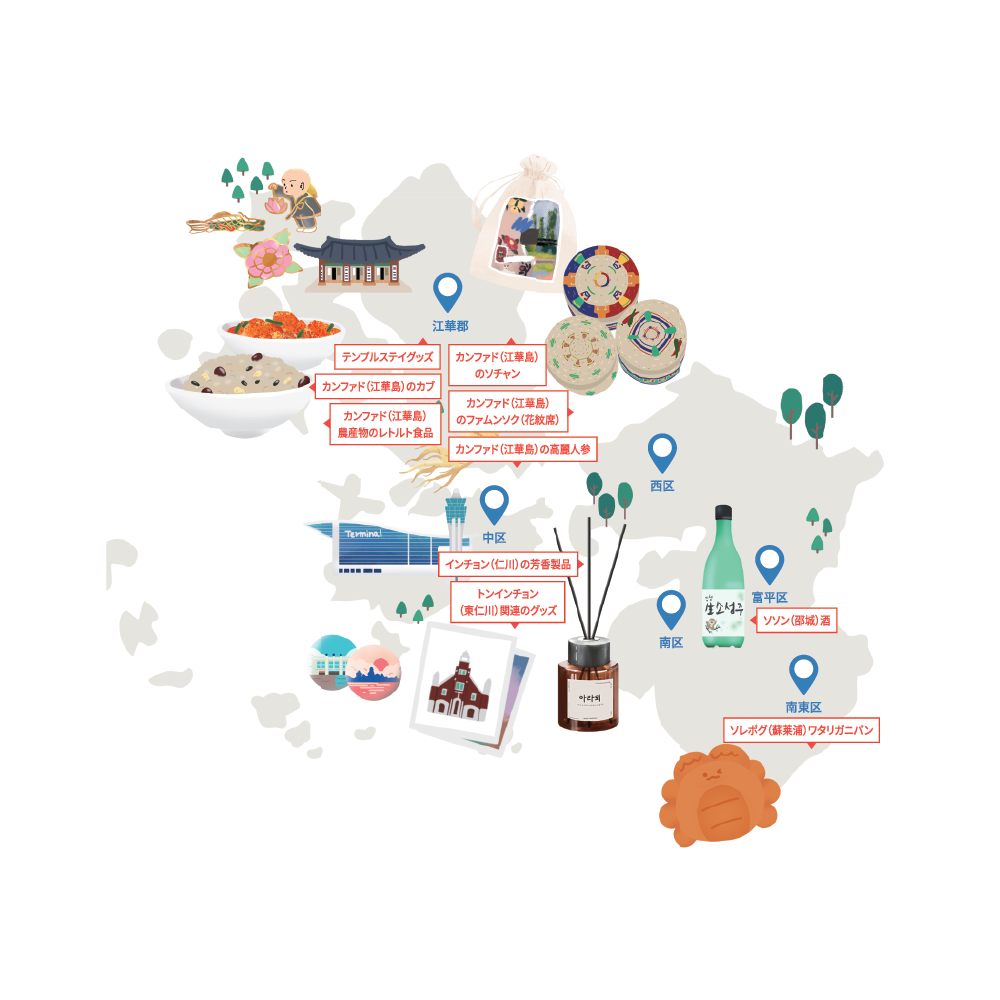 江華郡
テンプルステイグッズ
カンファド（江華島）のカブ
カンファド（江華島）
農産物のレトルト食品
カンファド（江華島）
のソチャン
カンファド（江華島）
のファムンソク（花紋席）
カンファド（江華島）の高麗人参
西区
Terminal
中区
インチョン（仁川）の芳香製品
トンインチョン
（東仁川）関連のグッズ
아라씨
생소성주
富平区
ソソン（邵城）酒
南区
南東区
ソレポグ（蘇莱浦）ワタリガニパン